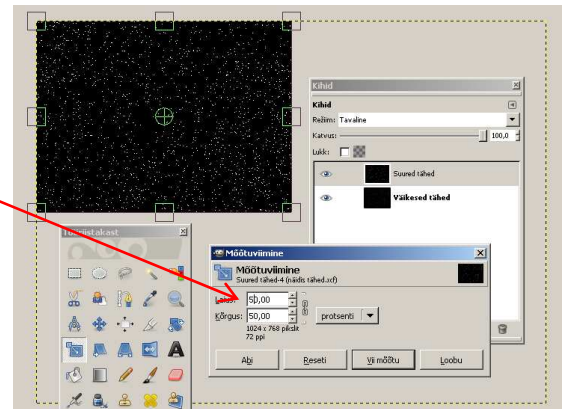 Kihid
Kihid
Režiim: Tavaline
Katvus: 100,0
Lukk:
Suured tähed
Väikesed tähed
Tööriistakast
Mõõtuviimine
Mõõtuviimine
Suured tähed-4 (näidis tähed.xcf)
Laius: 50,00
Kõrgus: 50,00
protsenti
1024 x 768 pikslit
72 ppi
Abi
Reseti
Vii mõõtu
Loobu